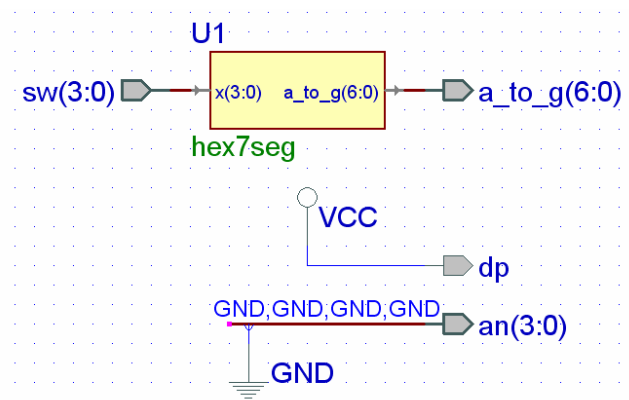 U1
sw(3:0) x(3:0) a_to_g(6:0) a_to_g(6:0)
hex7seg
VCC
dp
GND,GND,GND,GND
an(3:0)
GND